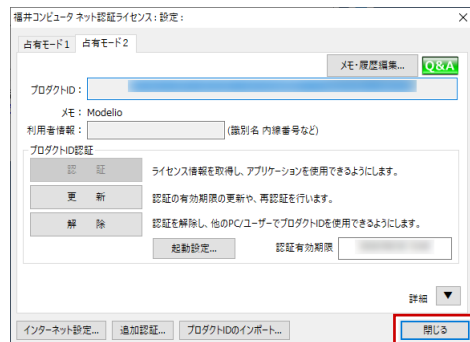 福井コンピュータ ネット認証ライセンス : 設定 :
占有モード1 占有モード2
メモ・履歴編集... Q&A
プロダクトID :
メモ : Modelio
利用者情報 : (識別名 内線番号など)
プロダクトID認証
認 証 ライセンス情報を取得し、アプリケーションを使用できるようにします。
更 新 認証の有効期限の更新や、再認証を行います。
解 除 認証を解除し、他のPC/ユーザーでプロダクトIDを使用できるようにします。
起動設定... 認証有効期限
詳細 ▼
インターネット設定... 追加認証... プロダクトIDのインポート... 閉じる